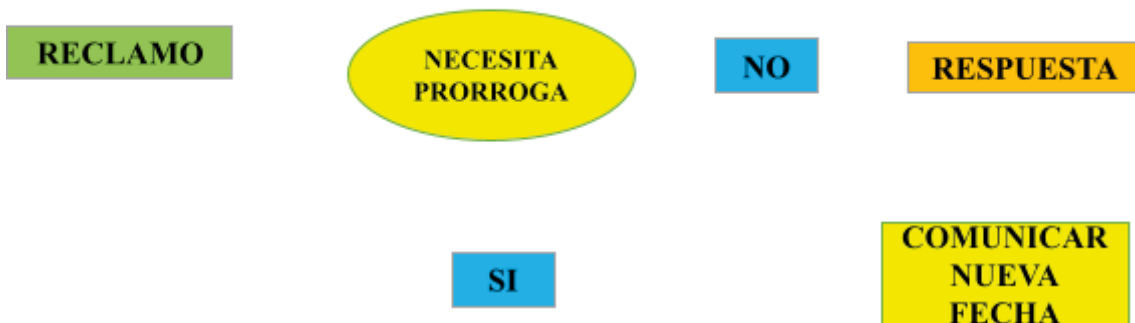 RECLAMO
NECESITA
PRORROGA
NO
RESPUESTA
SI
COMUNICAR
NUEVA
FECHA